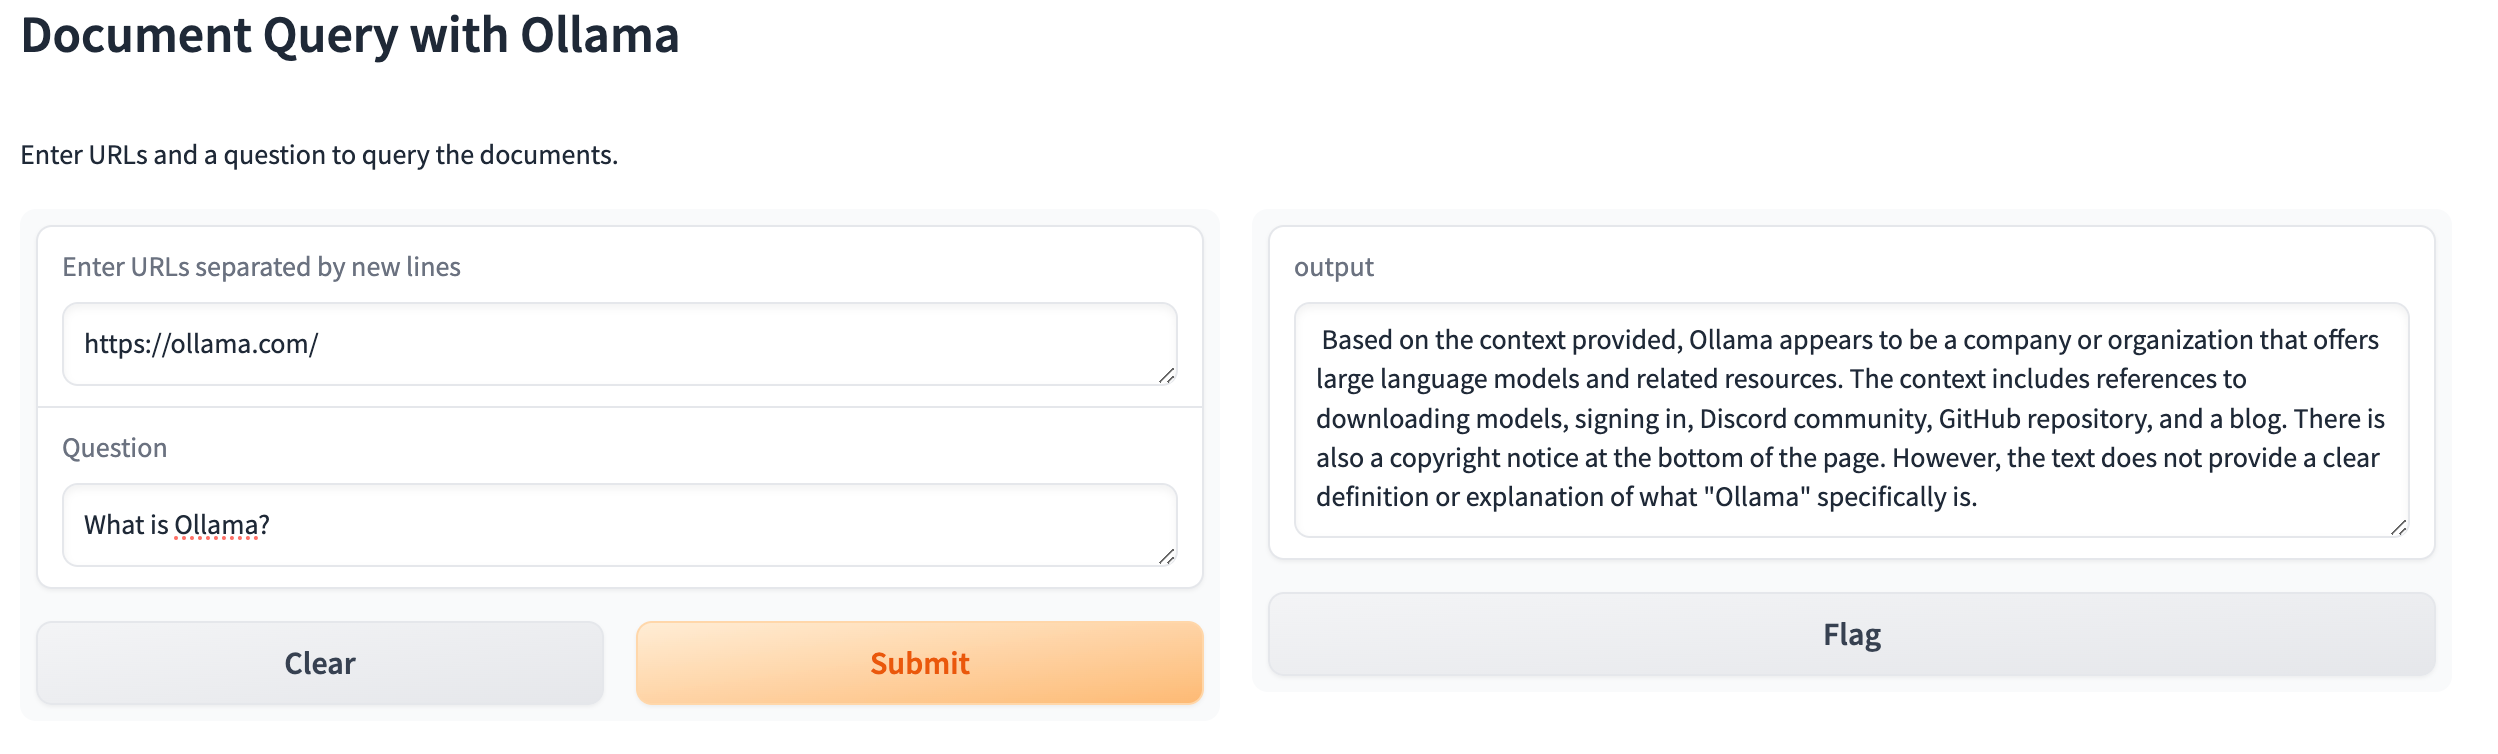 Document Query with Ollama
Enter URLs and a question to query the documents.
Enter URLs separated by new lines
https://ollama.com/
Question
What is Ollama?
Clear
Submit
output
Based on the context provided, Ollama appears to be a company or organization that offers
large language models and related resources. The context includes references to
downloading models, signing in, Discord community, GitHub repository, and a blog. There is
also a copyright notice at the bottom of the page. However, the text does not provide a clear
definition or explanation of what "Ollama" specifically is.
Flag